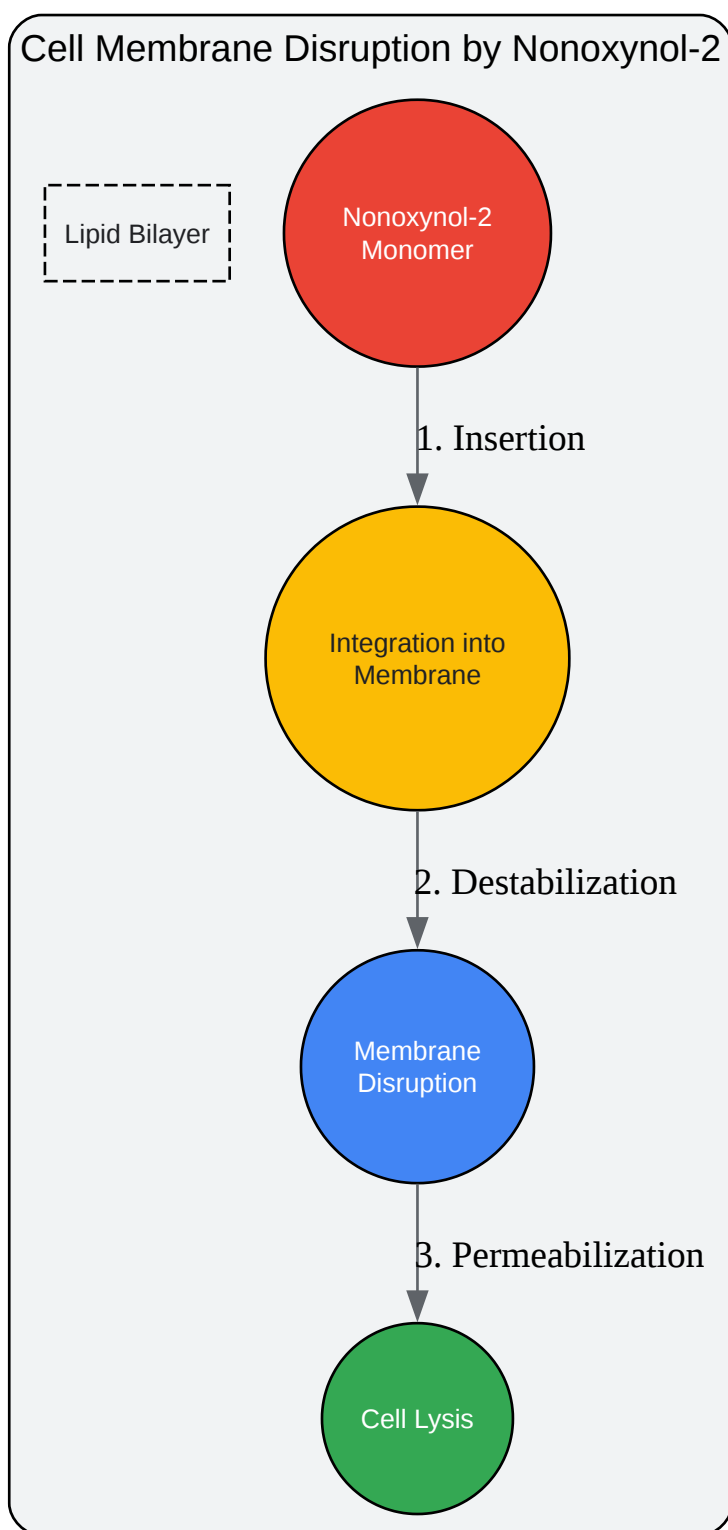 Cell Membrane Disruption by Nonoxynol-2
Lipid Bilayer
Nonoxynol-2
Monomer
1. Insertion
Integration into
Membrane
2. Destabilization
Membrane
Disruption
3. Permeabilization
Cell Lysis